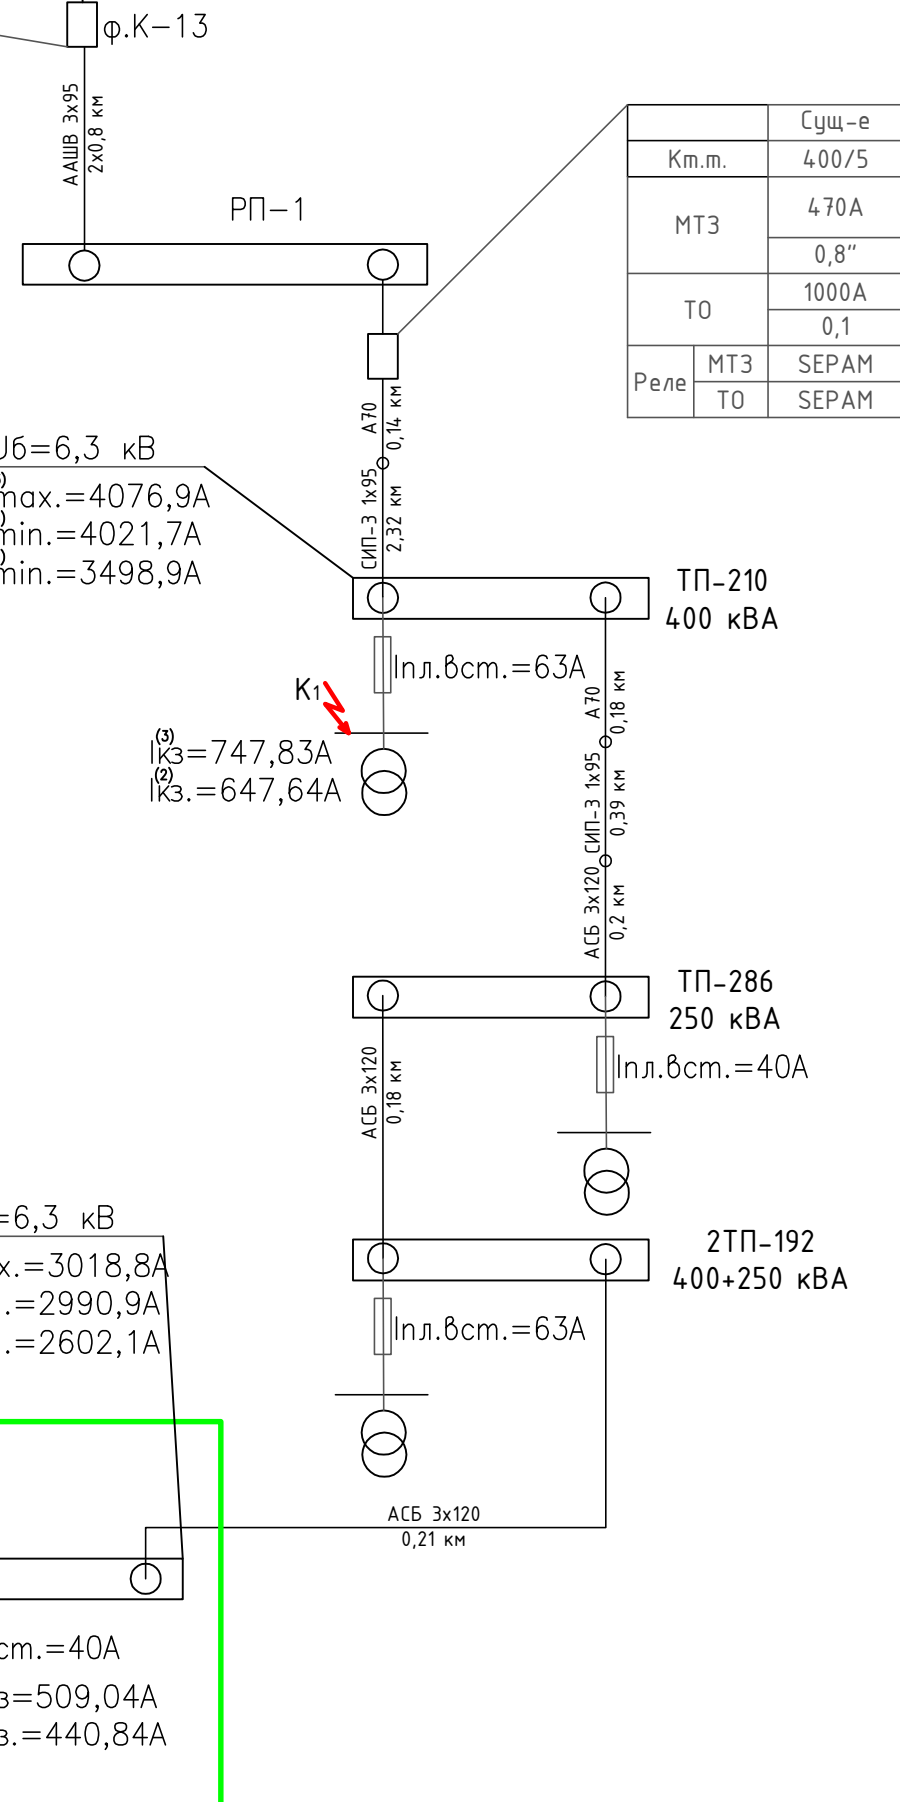 ф.К-13
ААШВ 3х95
2х0,8 км
РП-1
Сущ-е
Кт.т. 400/5
МТЗ 470А
0,8"
ТО 1000А
0,1
Реле МТЗ SEPAM
ТО SEPAM
А70
0,14 км
СИП-3 1х95
2,32 км
Uб=6,3 кВ
max.=4076,9А
min.=4021,7А
min.=3498,9А
ТП-210
400 кВА
Iпл.вст.=63А
К1
Iкз(3)=747,83А
Iкз.(2)=647,64А
А70
0,18 км
СИП-3 1х95
0,39 км
АСБ 3х120
0,2 км
ТП-286
250 кВА
Iпл.вст.=40А
АСБ 3х120
0,18 км
=6,3 кВ
х.=3018,8А
.=2990,9А
.=2602,1А
2ТП-192
400+250 кВА
Iпл.вст.=63А
АСБ 3х120
0,21 км
ст.=40А
з=509,04А
з.=440,84А